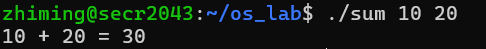 zhiming@secr2043:~/os_lab$ ./sum 10 20
10 + 20 = 30